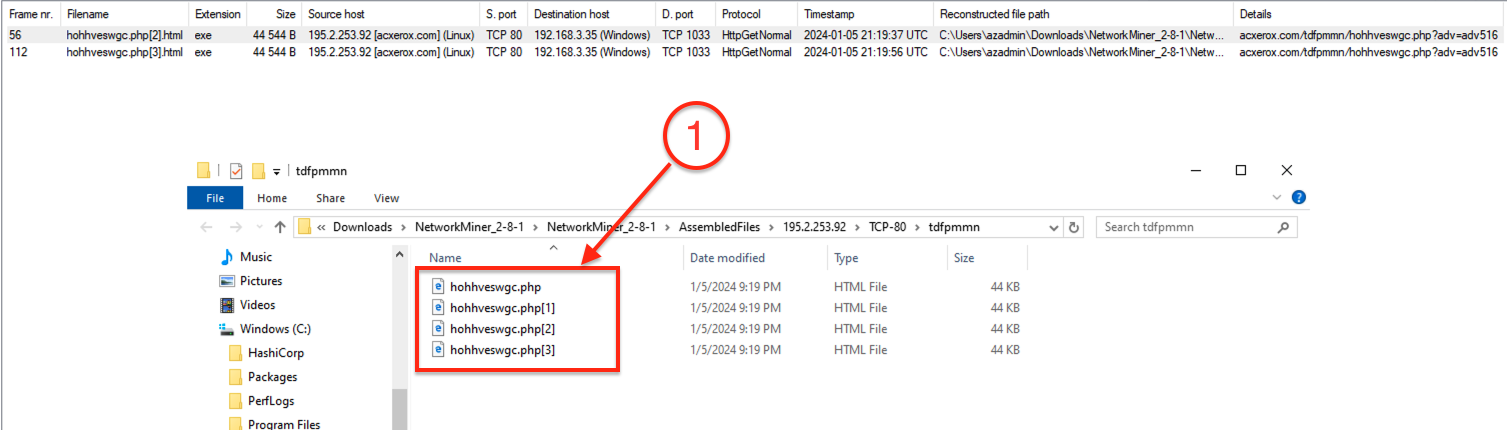 Frame nr. Filename Extension Size Source host S. port Destination host D. port Protocol Timestamp Reconstructed file path Details
56 hohhveswgc.php[2].html exe 44 544 B 195.2.253.92 [acxerox.com] (Linux) TCP 80 192.168.3.35 (Windows) TCP 1033 HttpGetNormal 2024-01-05 21:19:37 UTC C:\Users\azadmin\Downloads\NetworkMiner_2-8-1\Netw... acxerox.com/tdfpmmn/hohhveswgc.php?adv=adv516
112 hohhveswgc.php[3].html exe 44 544 B 195.2.253.92 [acxerox.com] (Linux) TCP 80 192.168.3.35 (Windows) TCP 1033 HttpGetNormal 2024-01-05 21:19:56 UTC C:\Users\azadmin\Downloads\NetworkMiner_2-8-1\Netw... acxerox.com/tdfpmmn/hohhveswgc.php?adv=adv516
1
tdfpmmn
File Home Share View
« Downloads > NetworkMiner_2-8-1 > NetworkMiner_2-8-1 > AssembledFiles > 195.2.253.92 > TCP-80 > tdfpmmn Search tdfpmmn
Name Date modified Type Size
Music
Pictures
Videos
Windows (C:)
HashiCorp
Packages
PerfLogs
Program Files
hohhveswgc.php 1/5/2024 9:19 PM HTML File 44 KB
hohhveswgc.php[1] 1/5/2024 9:19 PM HTML File 44 KB
hohhveswgc.php[2] 1/5/2024 9:19 PM HTML File 44 KB
hohhveswgc.php[3] 1/5/2024 9:19 PM HTML File 44 KB